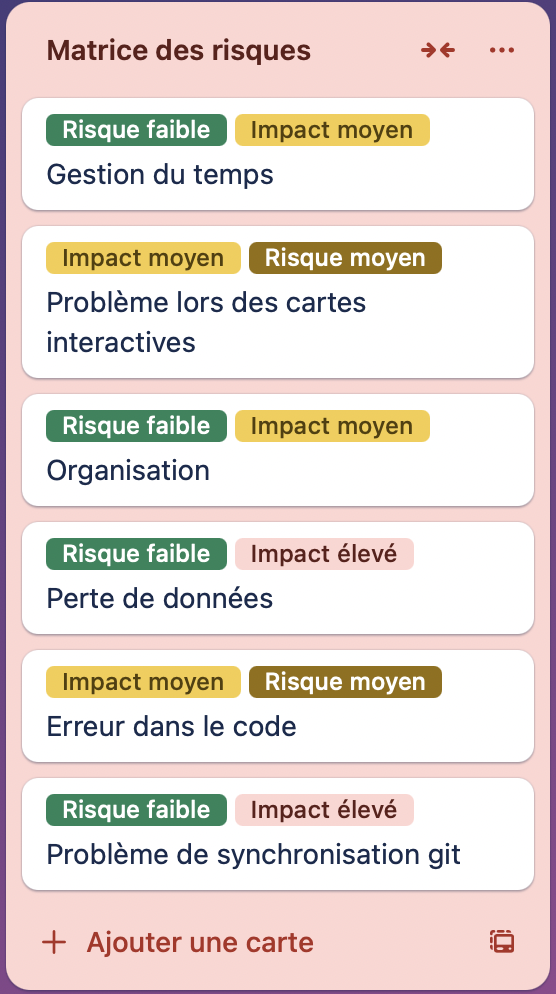 Matrice des risques
Risque faible Impact moyen
Gestion du temps
Impact moyen Risque moyen
Problème lors des cartes
interactives
Risque faible Impact moyen
Organisation
Risque faible Impact élevé
Perte de données
Impact moyen Risque moyen
Erreur dans le code
Risque faible Impact élevé
Problème de synchronisation git
Ajouter une carte